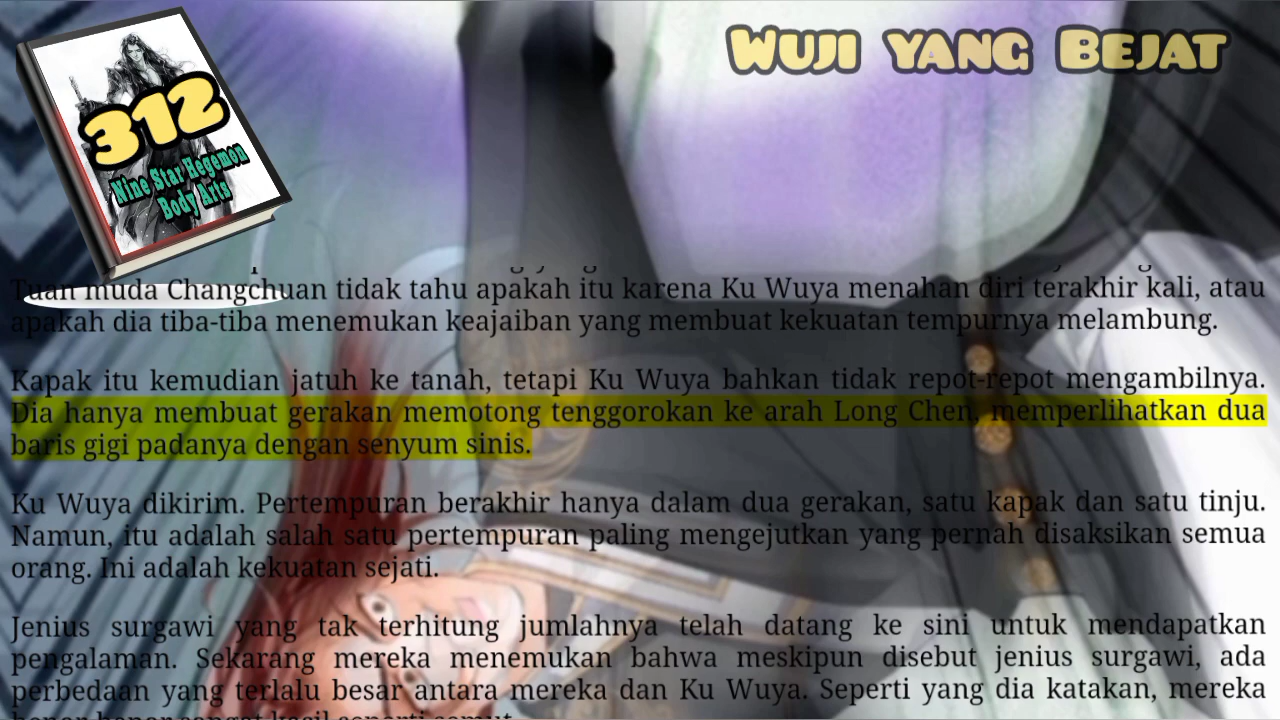 WUJI YANG BEJAT
312
Nine Star Hegemon
Body Arts
Tuan muda Changchuan tidak tahu apakah itu karena Ku Wuya menahan diri terakhir kali, atau
apakah dia tiba-tiba menemukan keajaiban yang membuat kekuatan tempurnya melambung.
Kapak itu kemudian jatuh ke tanah, tetapi Ku Wuya bahkan tidak repot-repot mengambilnya.
Dia hanya membuat gerakan memotong tenggorokan ke arah Long Chen, memperlihatkan dua
baris gigi padanya dengan senyum sinis.
Ku Wuya dikirim. Pertempuran berakhir hanya dalam dua gerakan, satu kapak dan satu tinju.
Namun, itu adalah salah satu pertempuran paling mengejutkan yang pernah disaksikan semua
orang. Ini adalah kekuatan sejati.
Jenius surgawi yang tak terhitung jumlahnya telah datang ke sini untuk mendapatkan
pengalaman. Sekarang mereka menemukan bahwa meskipun disebut jenius surgawi, ada
perbedaan yang terlalu besar antara mereka dan Ku Wuya. Seperti yang dia katakan, mereka